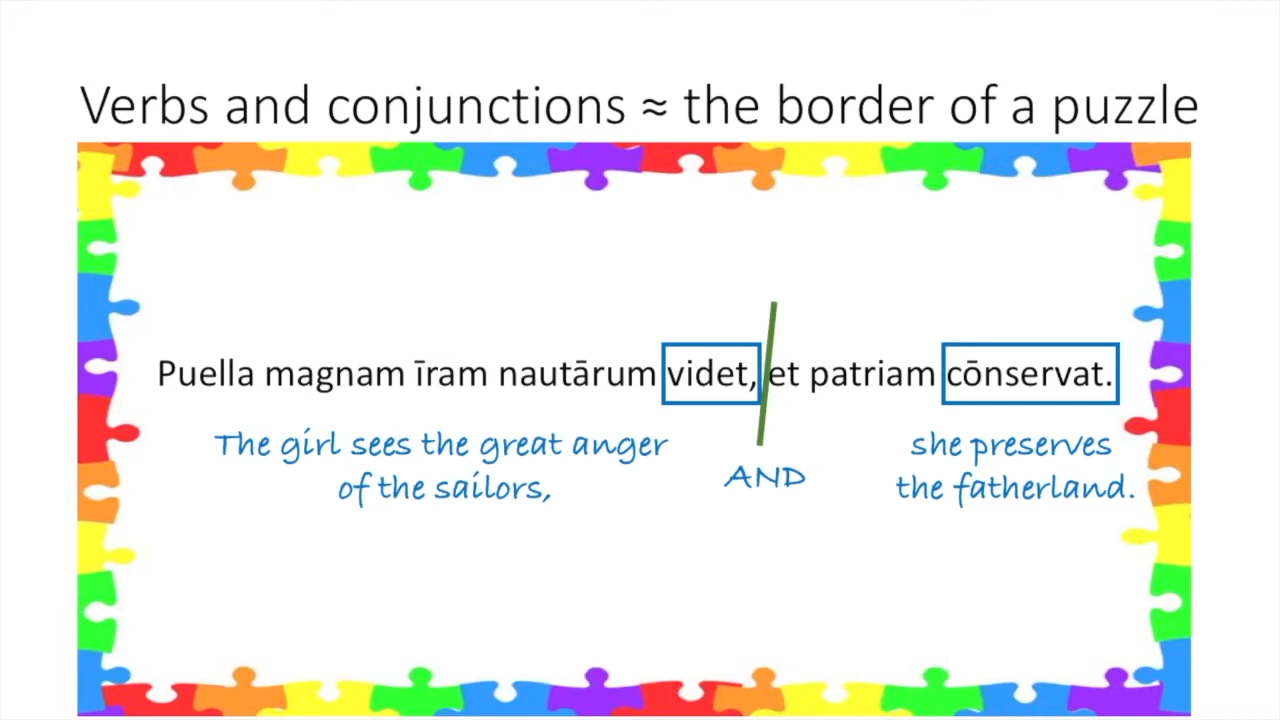 Verbs and conjunctions ≈ the border of a puzzle
Puella magnam īram nautārum videt, et patriam cōnservat.
The girl sees the great anger
of the sailors,
AND
she preserves
the fatherland.